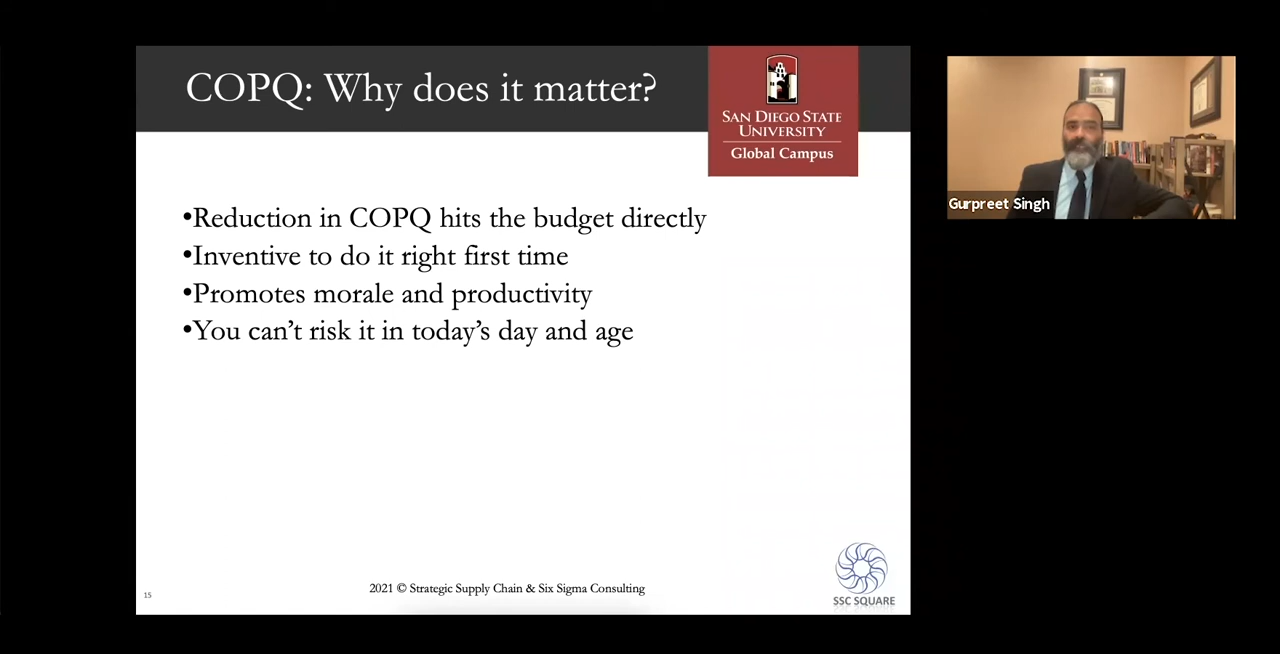 COPQ: Why does it matter?
SAN DIEGO STATE
UNIVERSITY
Global Campus
Gurpreet Singh
•Reduction in COPQ hits the budget directly
•Inventive to do it right first time
•Promotes morale and productivity
•You can't risk it in today's day and age
15
2021 © Strategic Supply Chain & Six Sigma Consulting
SSC SQUARE